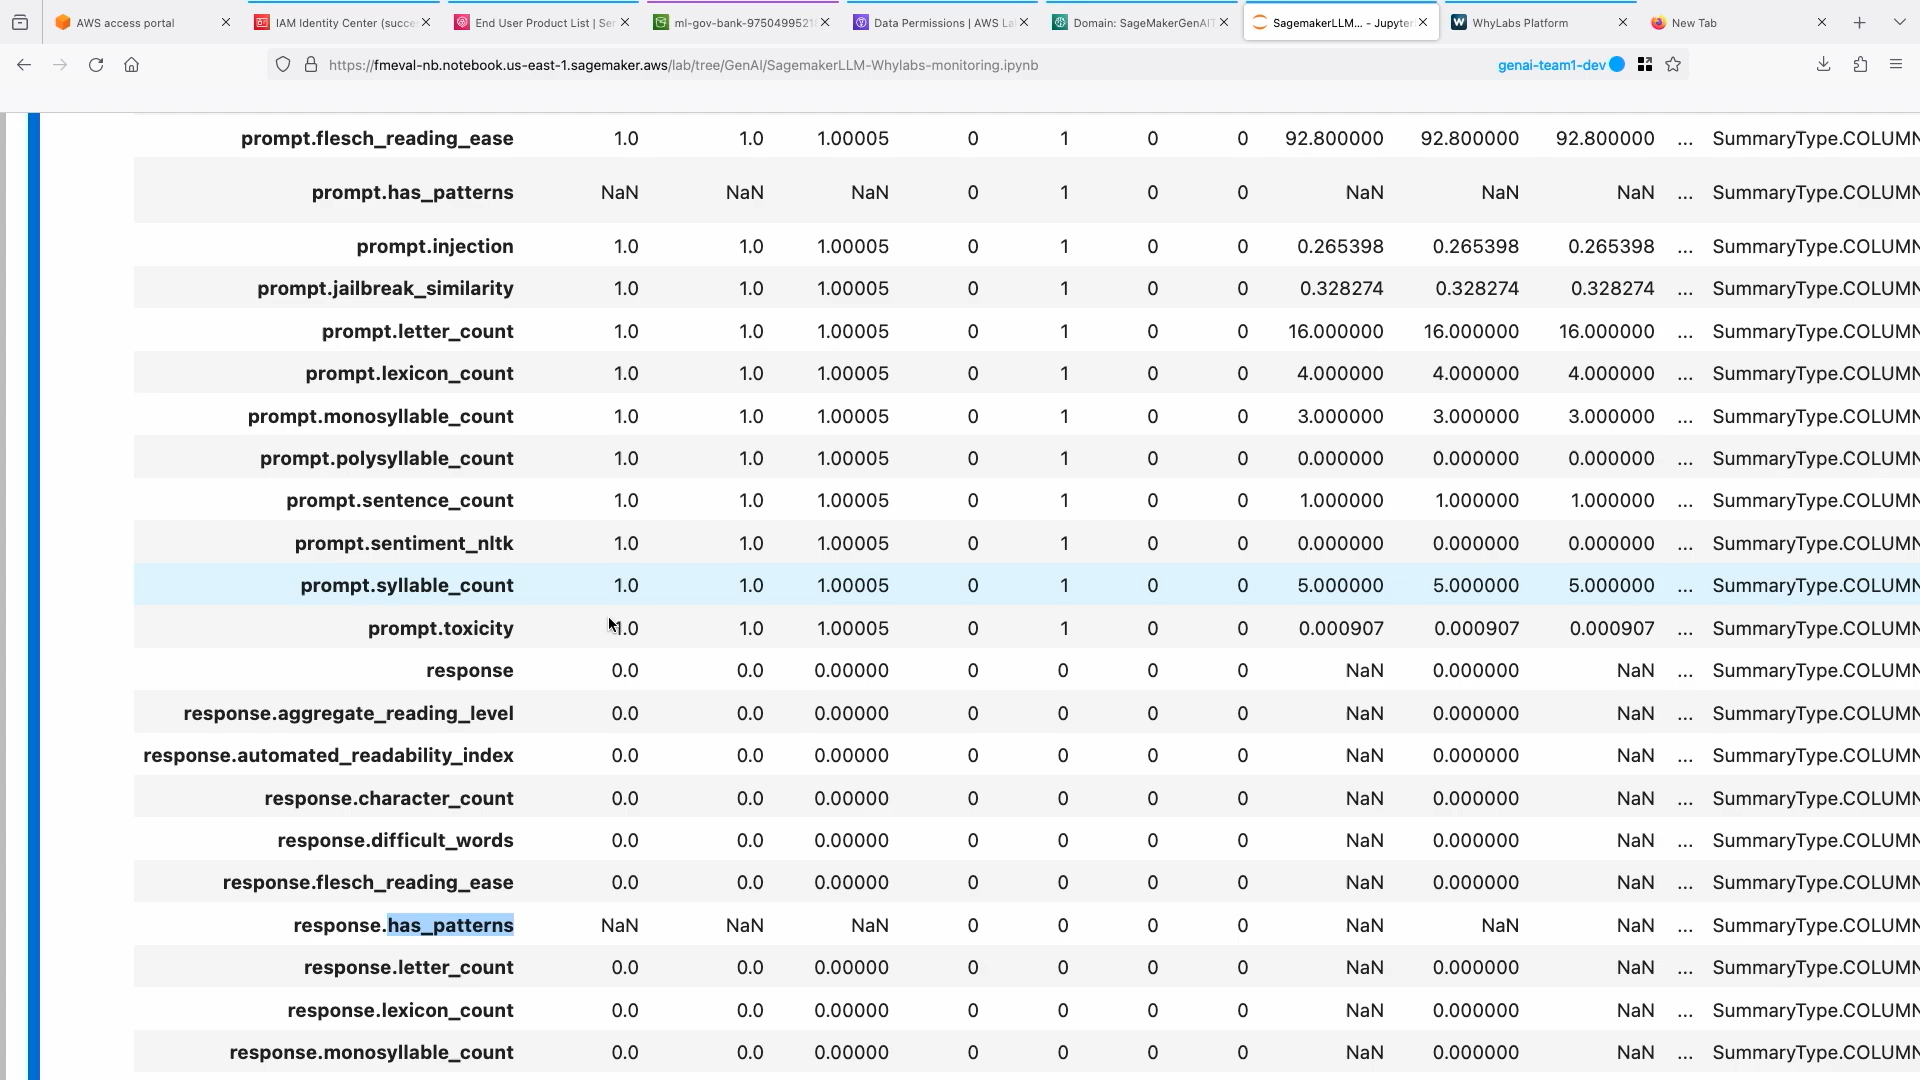 AWS access portal
IAM Identity Center (succe
End User Product List | Ser
ml-gov-bank-9750499521
Data Permissions | AWS La
Domain: SageMakerGenAIT
SagemakerLLM... - Jupyter
WhyLabs Platform
New Tab
https://fmeval-nb.notebook.us-east-1.sagemaker.aws/lab/tree/GenAI/SagemakerLLM-Whylabs-monitoring.ipynb
genai-team1-dev
prompt.flesch_reading_ease 1.0 1.0 1.00005 0 1 0 0 92.800000 92.800000 92.800000 ... SummaryType.COLUMN
prompt.has_patterns NaN NaN NaN 0 1 0 0 NaN NaN NaN ... SummaryType.COLUMN
prompt.injection 1.0 1.0 1.00005 0 1 0 0 0.265398 0.265398 0.265398 ... SummaryType.COLUMN
prompt.jailbreak_similarity 1.0 1.0 1.00005 0 1 0 0 0.328274 0.328274 0.328274 ... SummaryType.COLUMN
prompt.letter_count 1.0 1.0 1.00005 0 1 0 0 16.000000 16.000000 16.000000 ... SummaryType.COLUMN
prompt.lexicon_count 1.0 1.0 1.00005 0 1 0 0 4.000000 4.000000 4.000000 ... SummaryType.COLUMN
prompt.monosyllable_count 1.0 1.0 1.00005 0 1 0 0 3.000000 3.000000 3.000000 ... SummaryType.COLUMN
prompt.polysyllable_count 1.0 1.0 1.00005 0 1 0 0 0.000000 0.000000 0.000000 ... SummaryType.COLUMN
prompt.sentence_count 1.0 1.0 1.00005 0 1 0 0 1.000000 1.000000 1.000000 ... SummaryType.COLUMN
prompt.sentiment_nltk 1.0 1.0 1.00005 0 1 0 0 0.000000 0.000000 0.000000 ... SummaryType.COLUMN
prompt.syllable_count 1.0 1.0 1.00005 0 1 0 0 5.000000 5.000000 5.000000 ... SummaryType.COLUMN
prompt.toxicity 1.0 1.0 1.00005 0 1 0 0 0.000907 0.000907 0.000907 ... SummaryType.COLUMN
response 0.0 0.0 0.00000 0 0 0 0 NaN 0.000000 NaN ... SummaryType.COLUMN
response.aggregate_reading_level 0.0 0.0 0.00000 0 0 0 0 NaN 0.000000 NaN ... SummaryType.COLUMN
response.automated_readability_index 0.0 0.0 0.00000 0 0 0 0 NaN 0.000000 NaN ... SummaryType.COLUMN
response.character_count 0.0 0.0 0.00000 0 0 0 0 NaN 0.000000 NaN ... SummaryType.COLUMN
response.difficult_words 0.0 0.0 0.00000 0 0 0 0 NaN 0.000000 NaN ... SummaryType.COLUMN
response.flesch_reading_ease 0.0 0.0 0.00000 0 0 0 0 NaN 0.000000 NaN ... SummaryType.COLUMN
response.has_patterns NaN NaN NaN 0 0 0 0 NaN NaN NaN ... SummaryType.COLUMN
response.letter_count 0.0 0.0 0.00000 0 0 0 0 NaN 0.000000 NaN ... SummaryType.COLUMN
response.lexicon_count 0.0 0.0 0.00000 0 0 0 0 NaN 0.000000 NaN ... SummaryType.COLUMN
response.monosyllable_count 0.0 0.0 0.00000 0 0 0 0 NaN 0.000000 NaN ... SummaryType.COLUMN